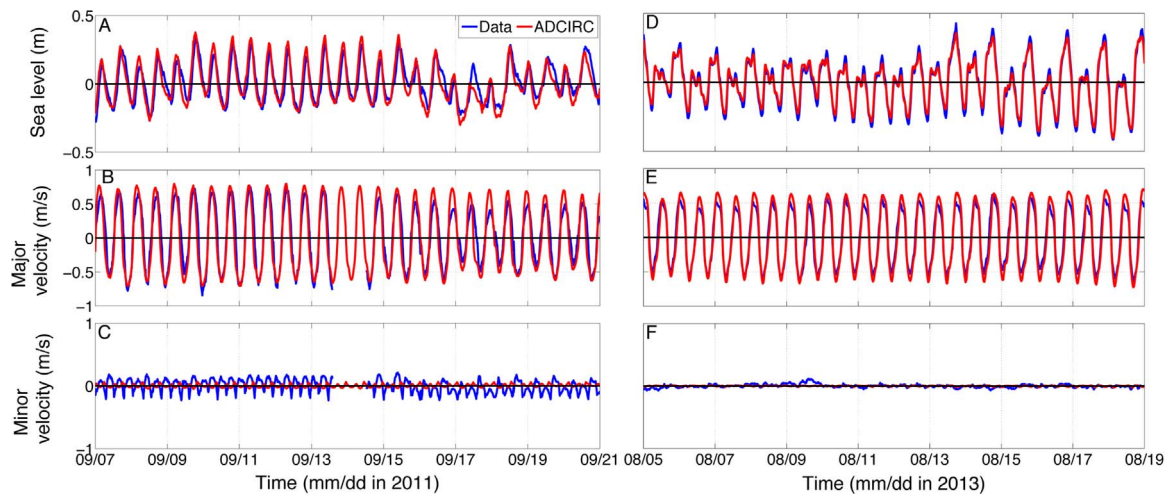 A
Data
ADCIRC
0.5
0
−0.5
Sea level (m)
D
B
1
0.5
0
−0.5
−1
Major
velocity (m/s)
E
C
1
0
−1
Minor
velocity (m/s)
F
09/07 09/09 09/11 09/13 09/15 09/17 09/19 09/21
08/05 08/07 08/09 08/11 08/13 08/15 08/17 08/19
Time (mm/dd in 2011)
Time (mm/dd in 2013)